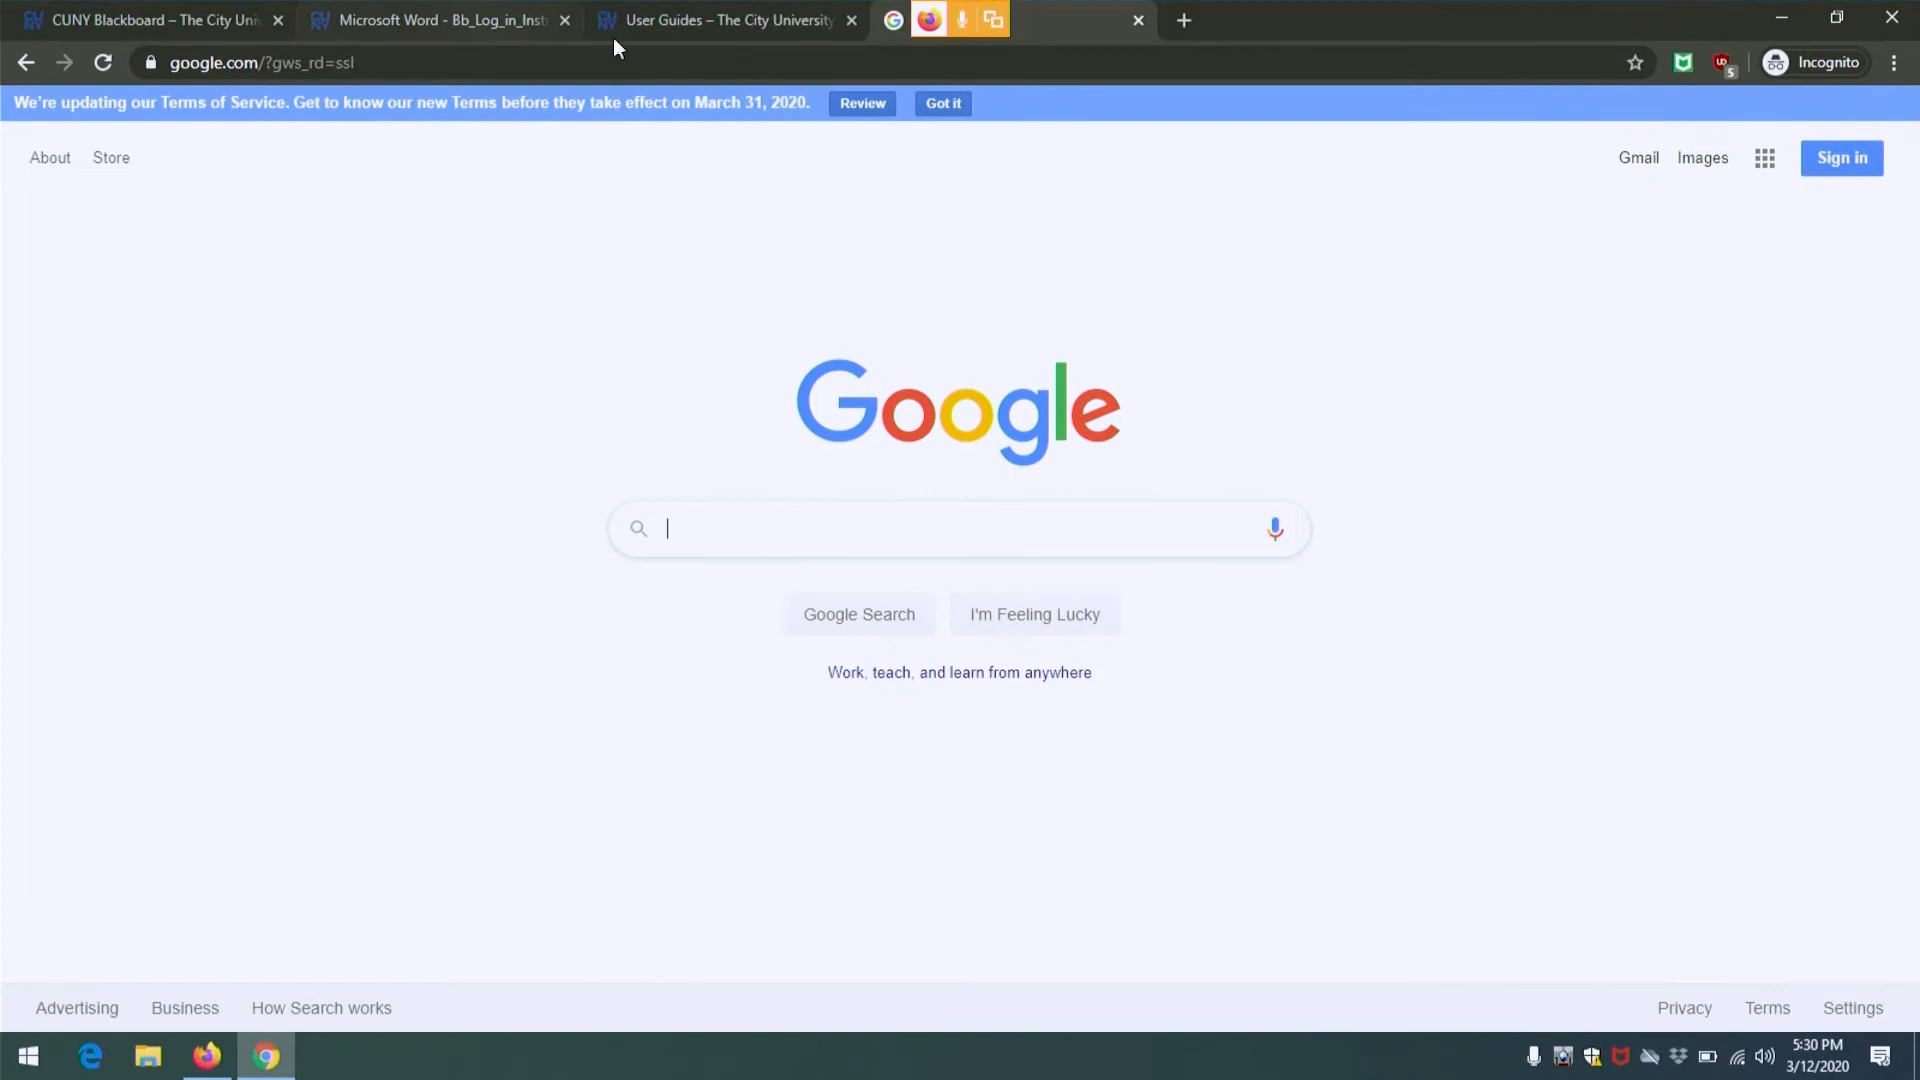 CUNY Blackboard – The City Uni
Microsoft Word - Bb_Log_in_Inst
User Guides – The City University
google.com/?gws_rd=ssl
5
Incognito
We're updating our Terms of Service. Get to know our new Terms before they take effect on March 31, 2020.
Review
Got it
About
Store
Gmail
Images
Sign in
Google
Google Search
I'm Feeling Lucky
Work, teach, and learn from anywhere
Advertising
Business
How Search works
Privacy
Terms
Settings
5:30 PM
3/12/2020